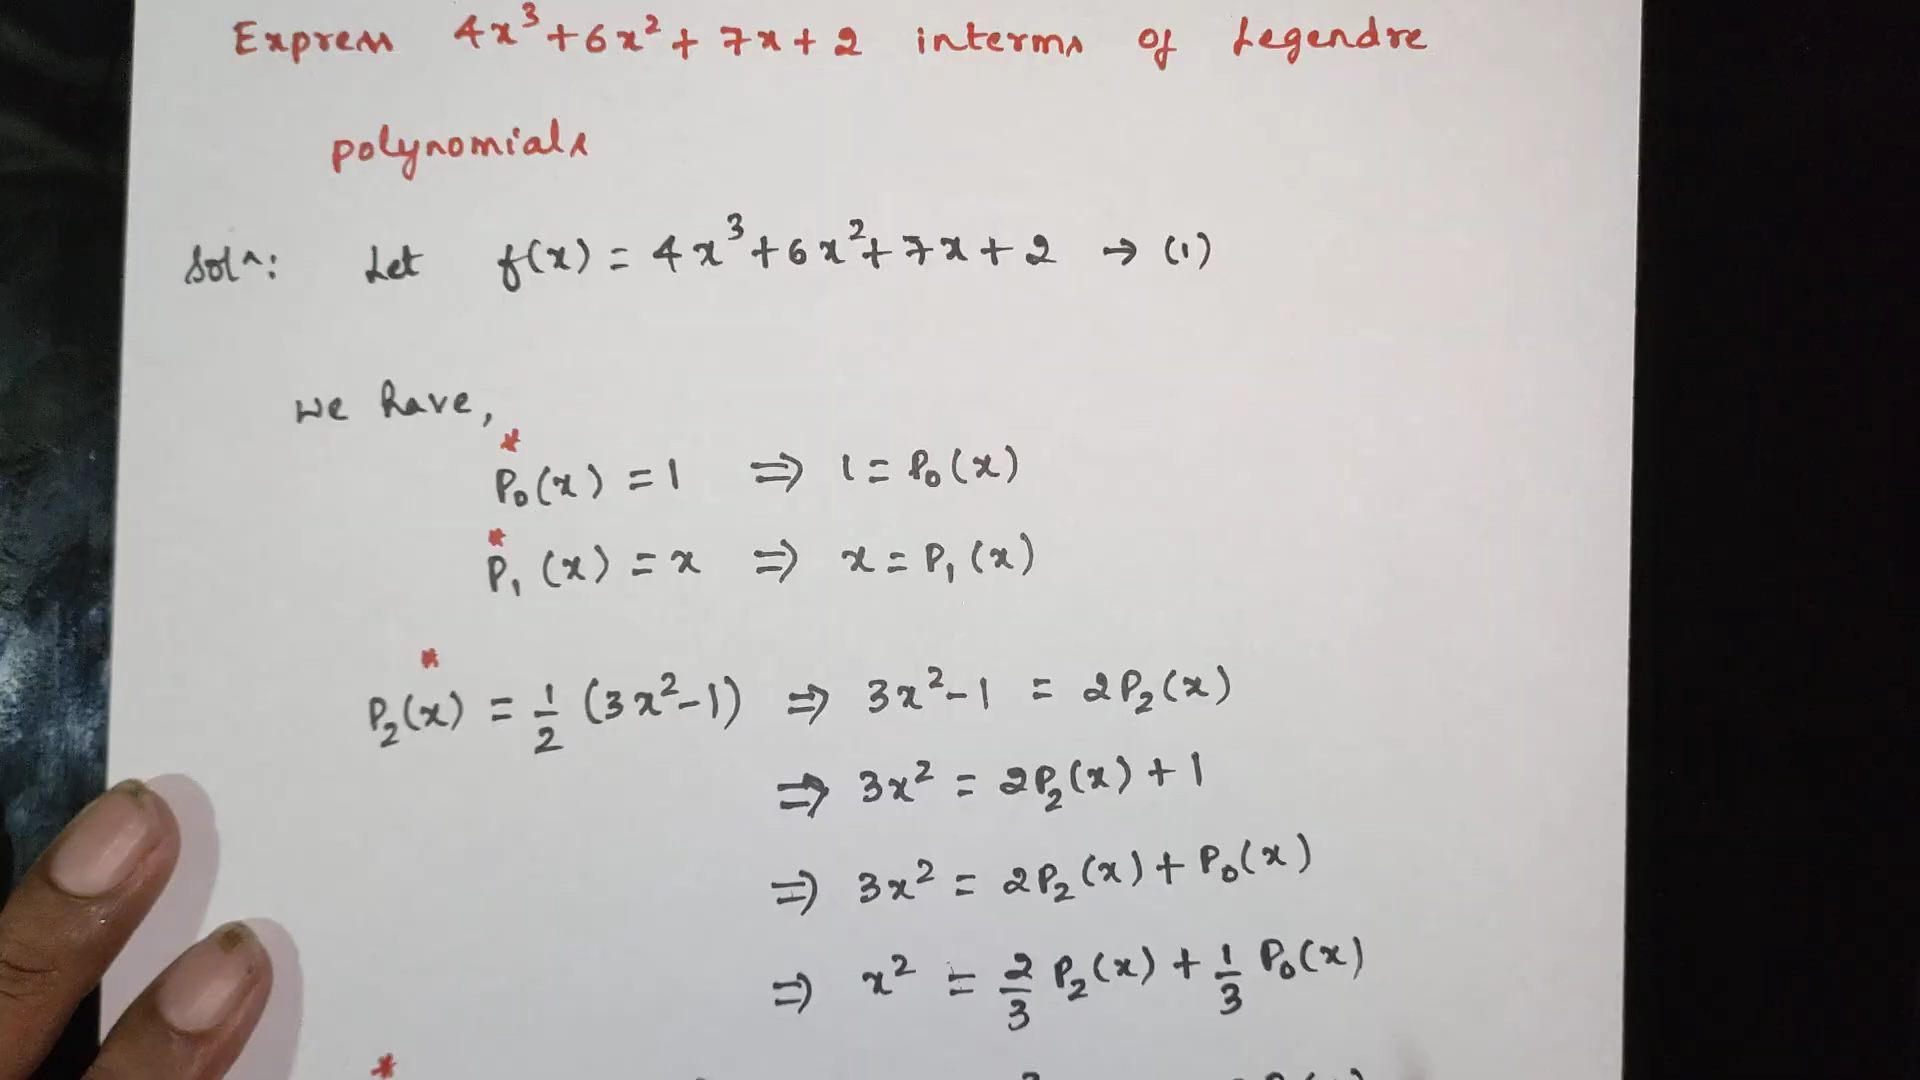 Express 4x³+6x²+7x+2 interms of Legendre
polynomials
Solⁿ: Let f(x) = 4x³+6x²+7x+2 → (1)
we have,
*
P₀(x) = 1 ⇒ 1 = P₀(x)
*
P₁(x) = x ⇒ x = P₁(x)
*
P₂(x) = 1/2 (3x²-1) ⇒ 3x²-1 = 2P₂(x)
⇒ 3x² = 2P₂(x) + 1
⇒ 3x² = 2P₂(x) + P₀(x)
⇒ x² = 2/3 P₂(x) + 1/3 P₀(x)
*